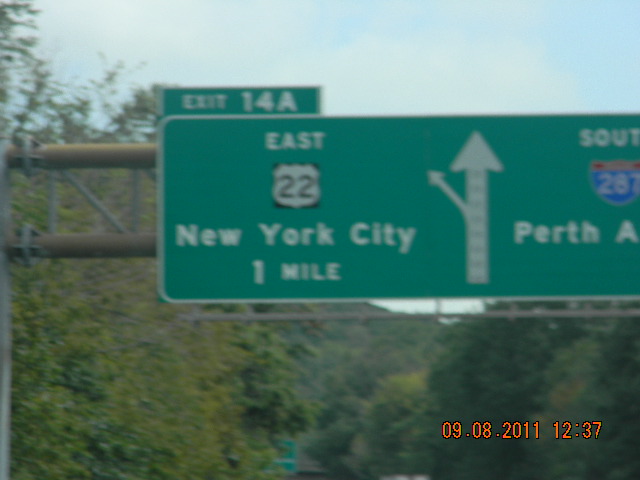 EXIT 14A
EAST
22
New York City
1 MILE
SOUT
287
Perth A
09.08.2011 12:37